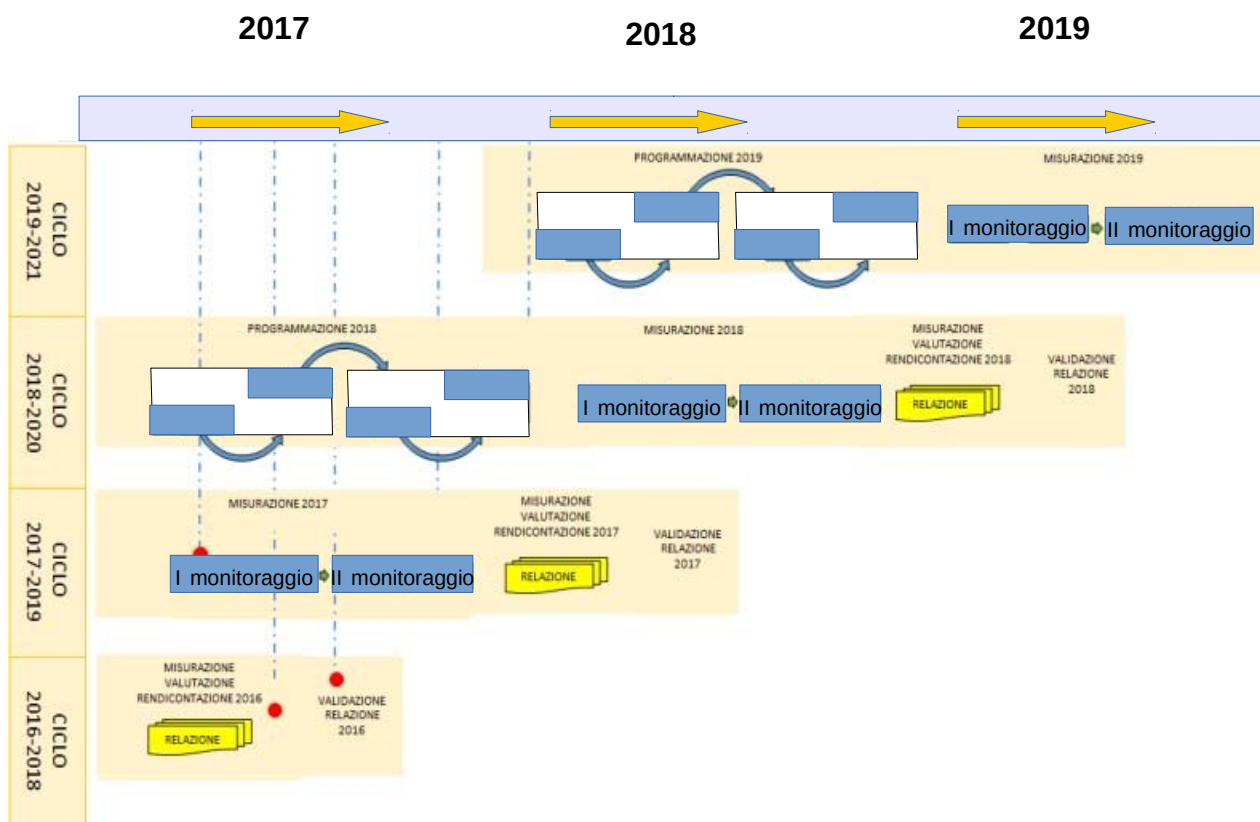 2017
2018
2019
CICLO
2019-2021
PROGRAMMAZIONE 2019
MISURAZIONE 2019
I monitoraggio
II monitoraggio
CICLO
2018-2020
PROGRAMMAZIONE 2018
MISURAZIONE 2018
MISURAZIONE
VALUTAZIONE
RENDICONTAZIONE 2018
VALIDAZIONE
RELAZIONE
2018
I monitoraggio
II monitoraggio
RELAZIONE
CICLO
2017-2019
MISURAZIONE 2017
MISURAZIONE
VALUTAZIONE
RENDICONTAZIONE 2017
VALIDAZIONE
RELAZIONE
2017
I monitoraggio
II monitoraggio
RELAZIONE
CICLO
2016-2018
MISURAZIONE
VALUTAZIONE
RENDICONTAZIONE 2016
RELAZIONE
VALIDAZIONE
RELAZIONE
2016